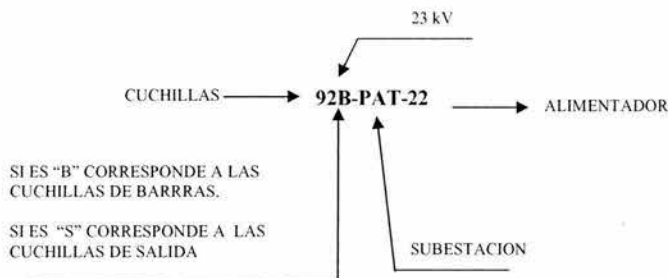 23 kV
CUCHILLAS 92B-PAT-22 ALIMENTADOR
SI ES “B” CORRESPONDE A LAS
CUCHILLAS DE BARRRAS.
SI ES “S” CORRESPONDE A LAS
CUCHILLAS DE SALIDA
SUBESTACION